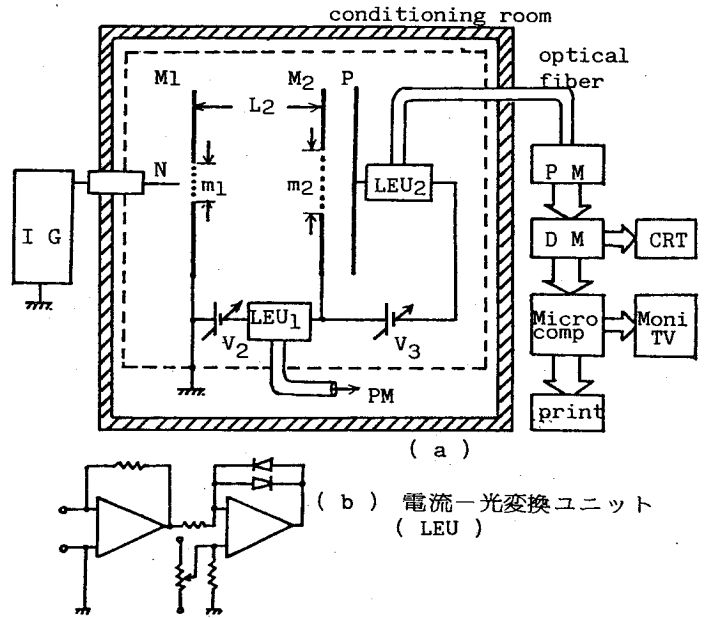 conditioning room
optical
fiber
M1
M2
P
L2
N
m1
m2
LEU2
I G
P M
D M
CRT
LEU1
V2
V3
Micro
comp
Moni
TV
PM
print
( a )
( b ) 電流－光変換ユニット
( LEU )